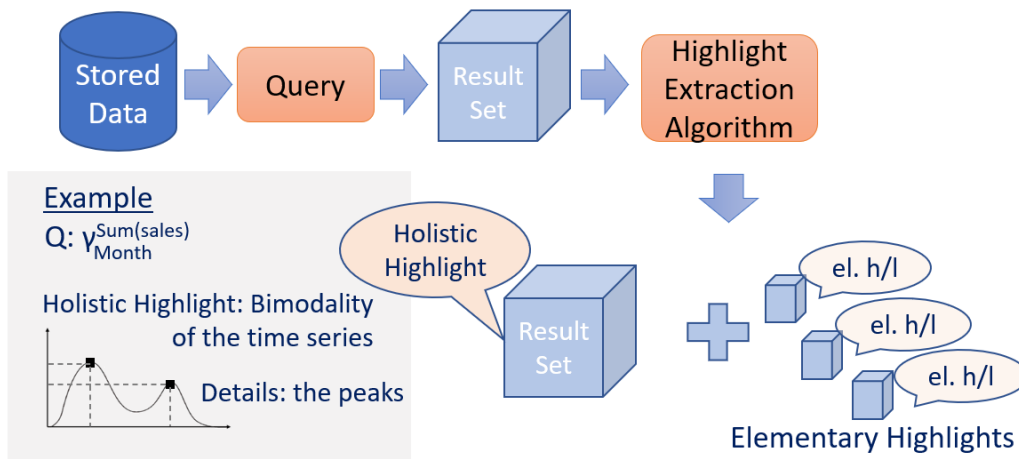 Stored
Data
Query
Result
Set
Highlight
Extraction
Algorithm
Example
Q: γ Sum(sales)
Month
Holistic Highlight: Bimodality
of the time series
Details: the peaks
Holistic
Highlight
Result
Set
el. h/l
el. h/l
el. h/l
Elementary Highlights